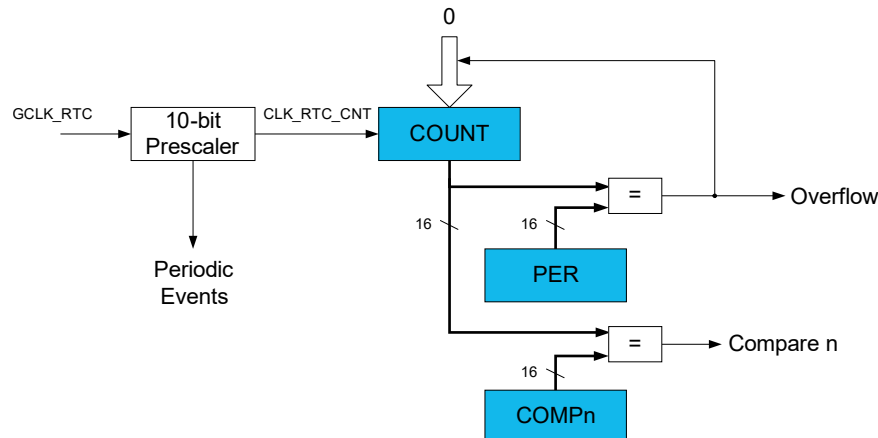 0
GCLK_RTC
10-bit
Prescaler
CLK_RTC_CNT
COUNT
=
Overflow
16
16
PER
Periodic
Events
=
Compare n
16
COMPn